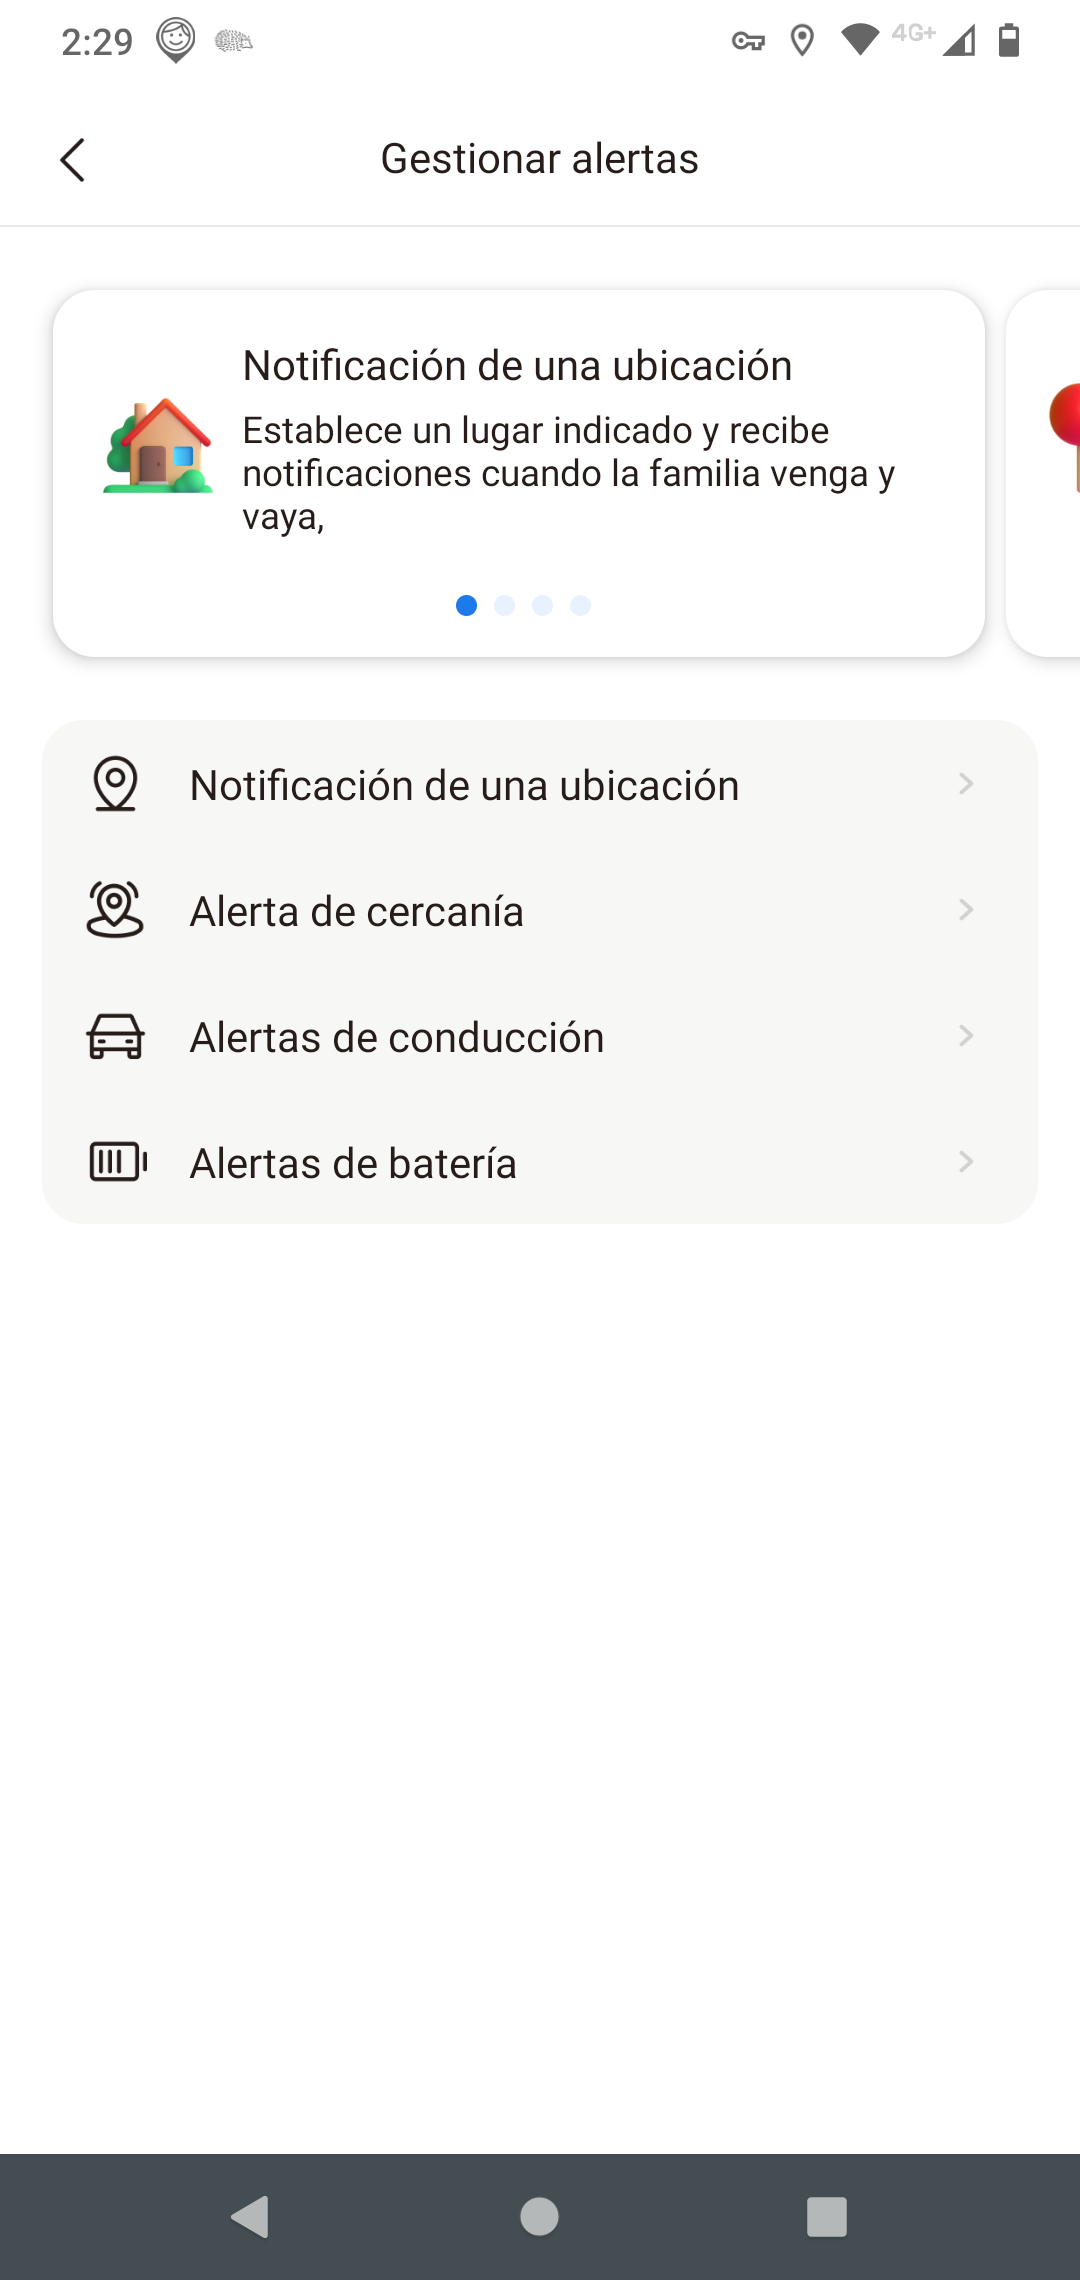 2:29
4G+
Gestionar alertas
Notificación de una ubicación
Establece un lugar indicado y recibe
notificaciones cuando la familia venga y
vaya,
Notificación de una ubicación
Alerta de cercanía
Alertas de conducción
Alertas de batería